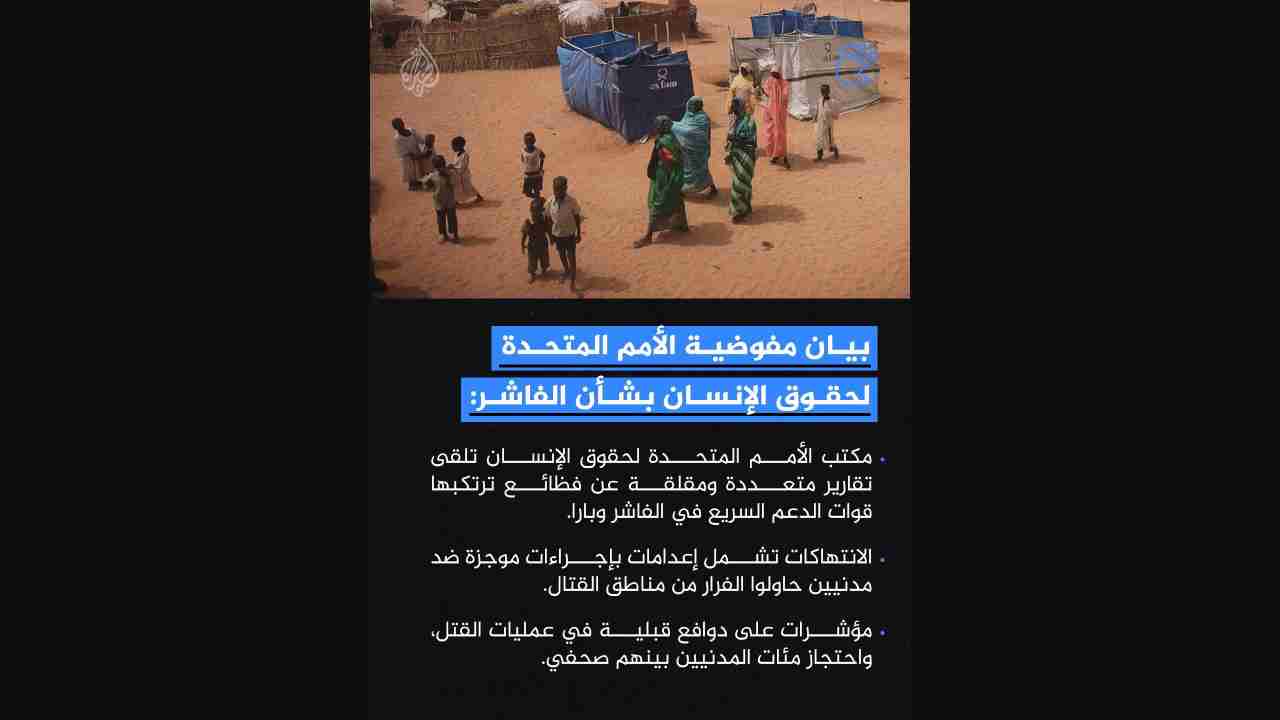 الجزيرة
بيان مفوضية الأمم المتحدة
لحقوق الإنسان بشأن الفاشر:
مكتب الأمم المتحدة لحقوق الإنسان تلقى
تقارير متعددة ومقلقة عن فظائع ترتكبها
قوات الدعم السريع في الفاشر وبارا.
الانتهاكات تشمل إعدامات بإجراءات موجزة ضد
مدنيين حاولوا الفرار من مناطق القتال.
مؤشرات على دوافع قبلية في عمليات القتل،
واحتجاز مئات المدنيين بينهم صحفي.